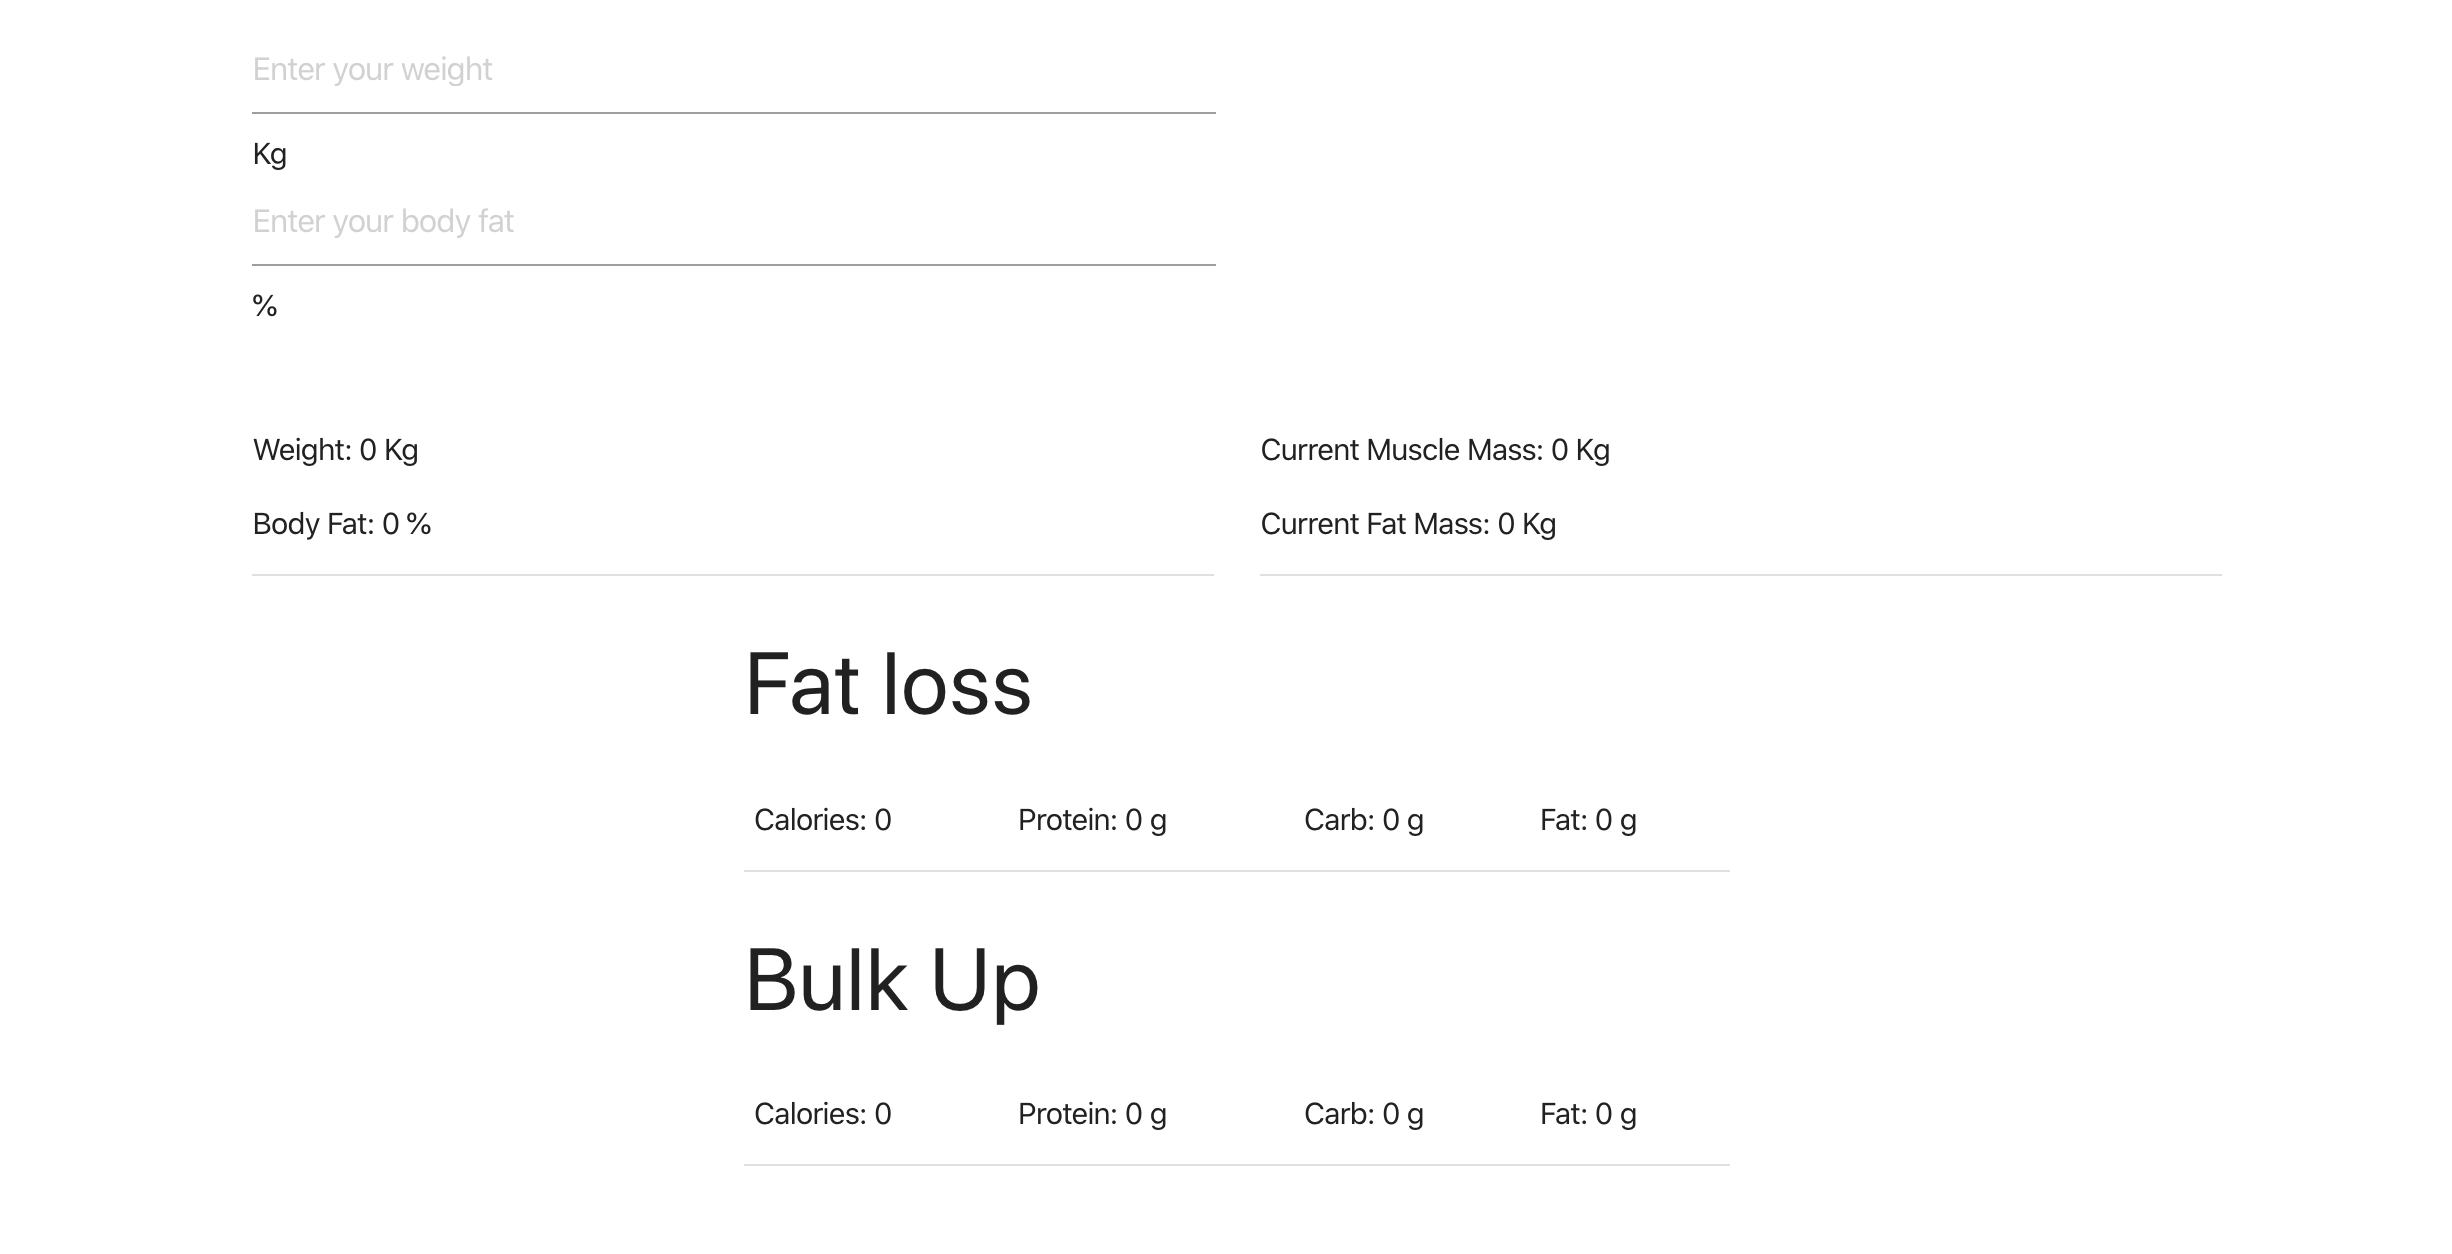 Enter your weight
Kg
Enter your body fat
%
Weight: 0 Kg
Body Fat: 0 %
Current Muscle Mass: 0 Kg
Current Fat Mass: 0 Kg
Fat loss
Calories: 0 Protein: 0 g Carb: 0 g Fat: 0 g
Bulk Up
Calories: 0 Protein: 0 g Carb: 0 g Fat: 0 g